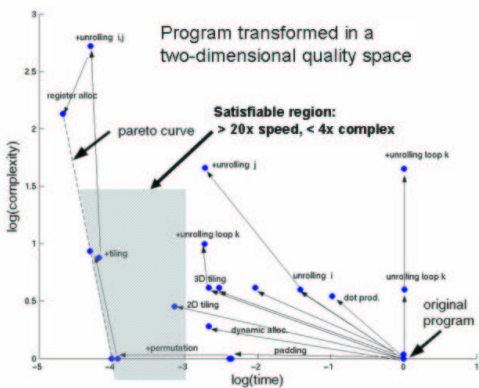 Program transformed in a
two-dimensional quality space
3
2.5
2
1.5
1
0.5
0
log(complexity)
+unrolling i,j
register alloc
pareto curve
Satisfiable region:
> 20x speed, < 4x complex
+unrolling j
+unrolling loop k
+unrolling loop k
+tiling
3D tiling
unrolling i
unrolling loop k
2D tiling
dot prod.
original
program
dynamic alloc.
+permutation
padding
-5
-4
-3
-2
-1
0
1
log(time)